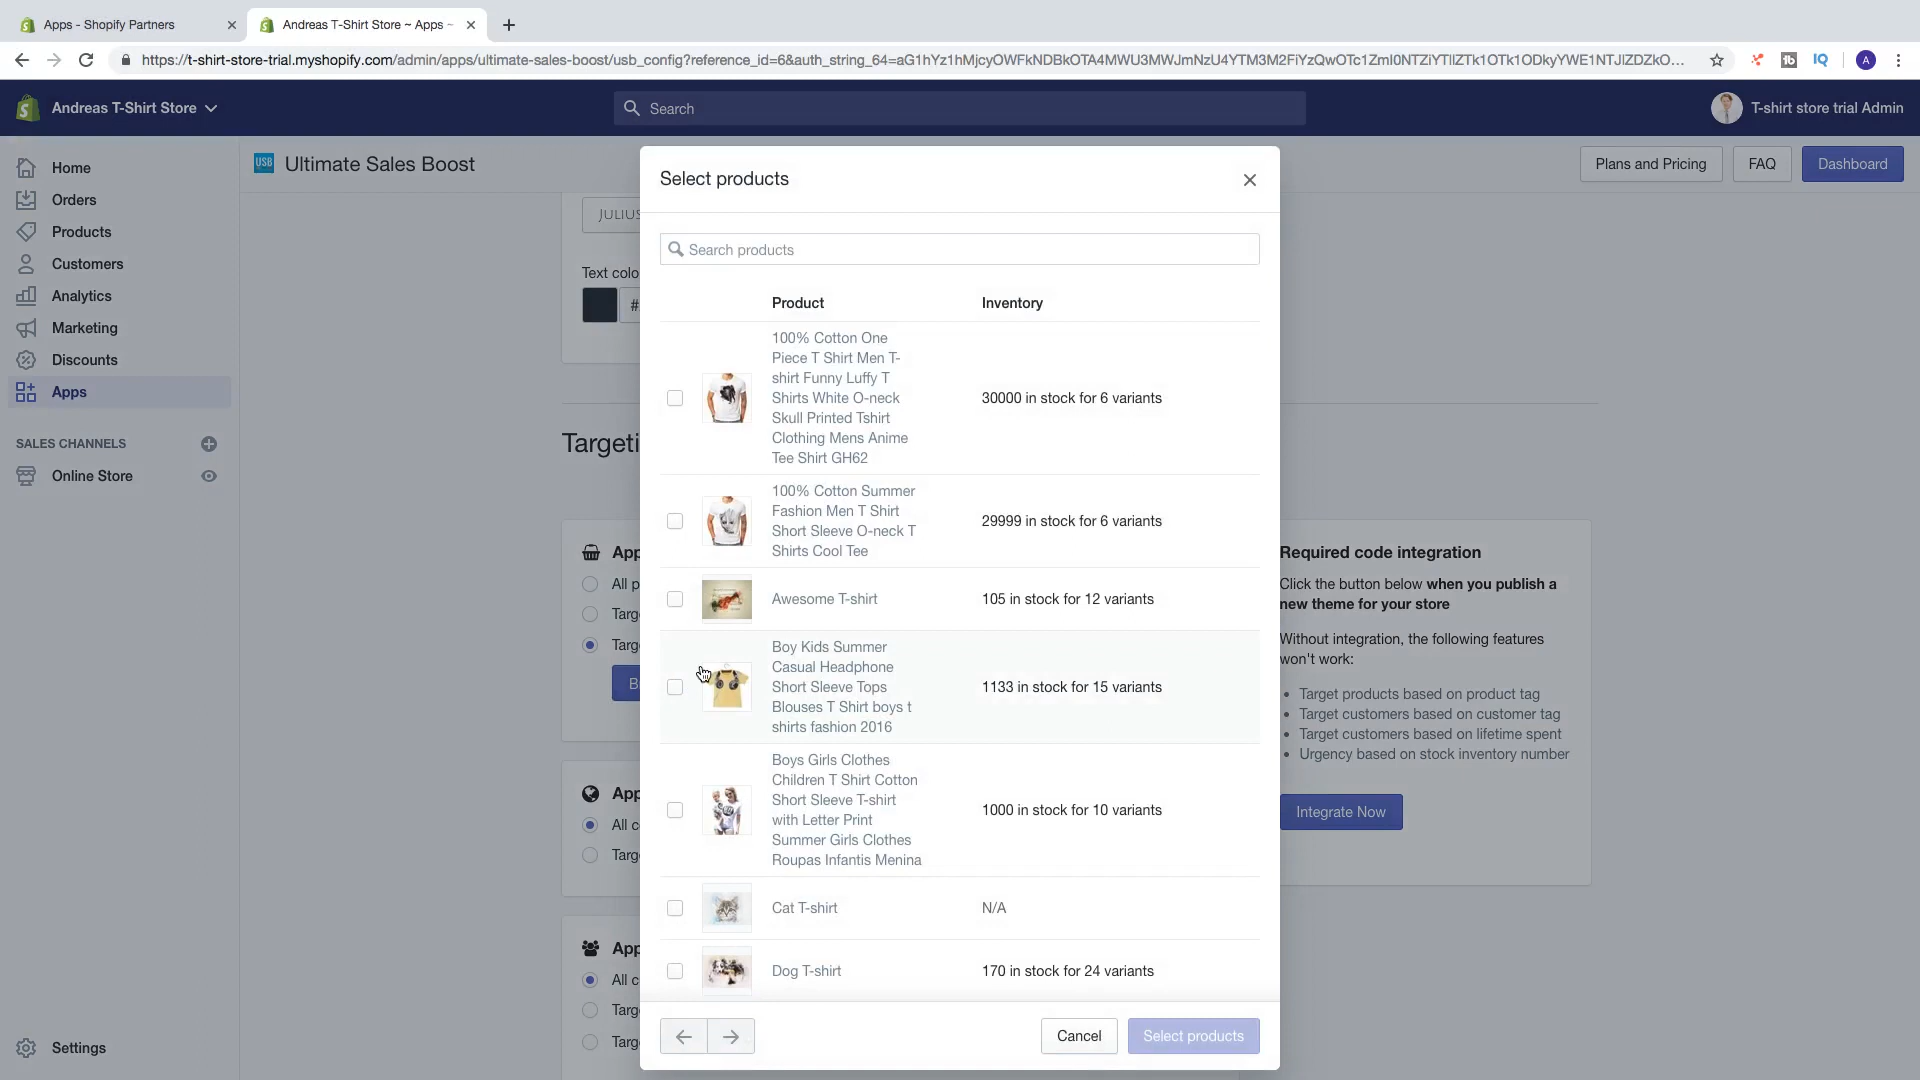 Apps - Shopify Partners
Andreas T-Shirt Store ~ Apps ~
https://t-shirt-store-trial.myshopify.com/admin/apps/ultimate-sales-boost/usb_config?reference_id=6&auth_string_64=aG1hYz1hMjcyOWFkNDBkOTA4MWU3MWJmNzU4YTM3M2FiYzQwOTc1ZmI0NTZiYTllZTk1OTk1ODkyYWE1NTJlZDZkO...
Andreas T-Shirt Store
Search
T-shirt store trial Admin
Home
Orders
Products
Customers
Analytics
Marketing
Discounts
Apps
SALES CHANNELS
Online Store
Settings
USB
Ultimate Sales Boost
Plans and Pricing
FAQ
Dashboard
JULIUS
Text colo
#
Targeti
App
All p
Targe
Targe
B
App
All c
Targ
App
All c
Targ
Targ
Select products
Search products
Product
Inventory
100% Cotton One
Piece T Shirt Men T-
shirt Funny Luffy T
Shirts White O-neck
Skull Printed Tshirt
Clothing Mens Anime
Tee Shirt GH62
30000 in stock for 6 variants
100% Cotton Summer
Fashion Men T Shirt
Short Sleeve O-neck T
Shirts Cool Tee
29999 in stock for 6 variants
Awesome T-shirt
105 in stock for 12 variants
Boy Kids Summer
Casual Headphone
Short Sleeve Tops
Blouses T Shirt boys t
shirts fashion 2016
1133 in stock for 15 variants
Boys Girls Clothes
Children T Shirt Cotton
Short Sleeve T-shirt
with Letter Print
Summer Girls Clothes
Roupas Infantis Menina
1000 in stock for 10 variants
Cat T-shirt
N/A
Dog T-shirt
170 in stock for 24 variants
Cancel
Select products
Required code integration
Click the button below when you publish a
new theme for your store
Without integration, the following features
won't work:
Target products based on product tag
Target customers based on customer tag
Target customers based on lifetime spent
Urgency based on stock inventory number
Integrate Now